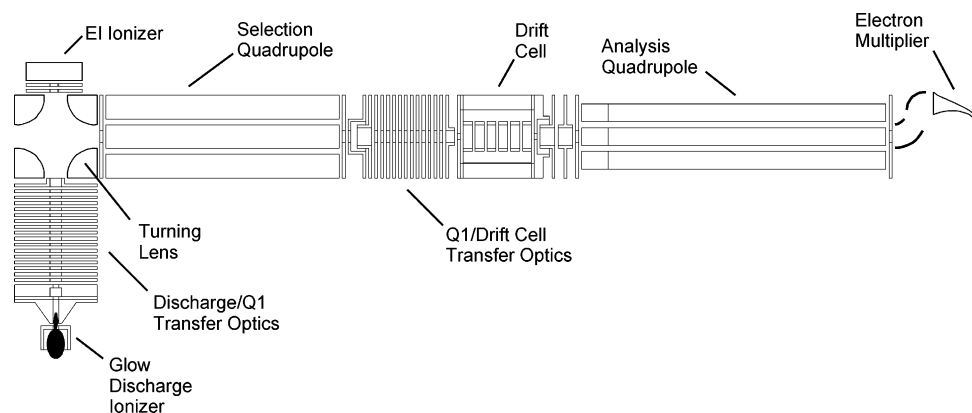 EI Ionizer
Selection
Quadrupole
Drift
Cell
Analysis
Quadrupole
Electron
Multiplier
Turning
Lens
Q1/Drift Cell
Transfer Optics
Discharge/Q1
Transfer Optics
Glow
Discharge
Ionizer